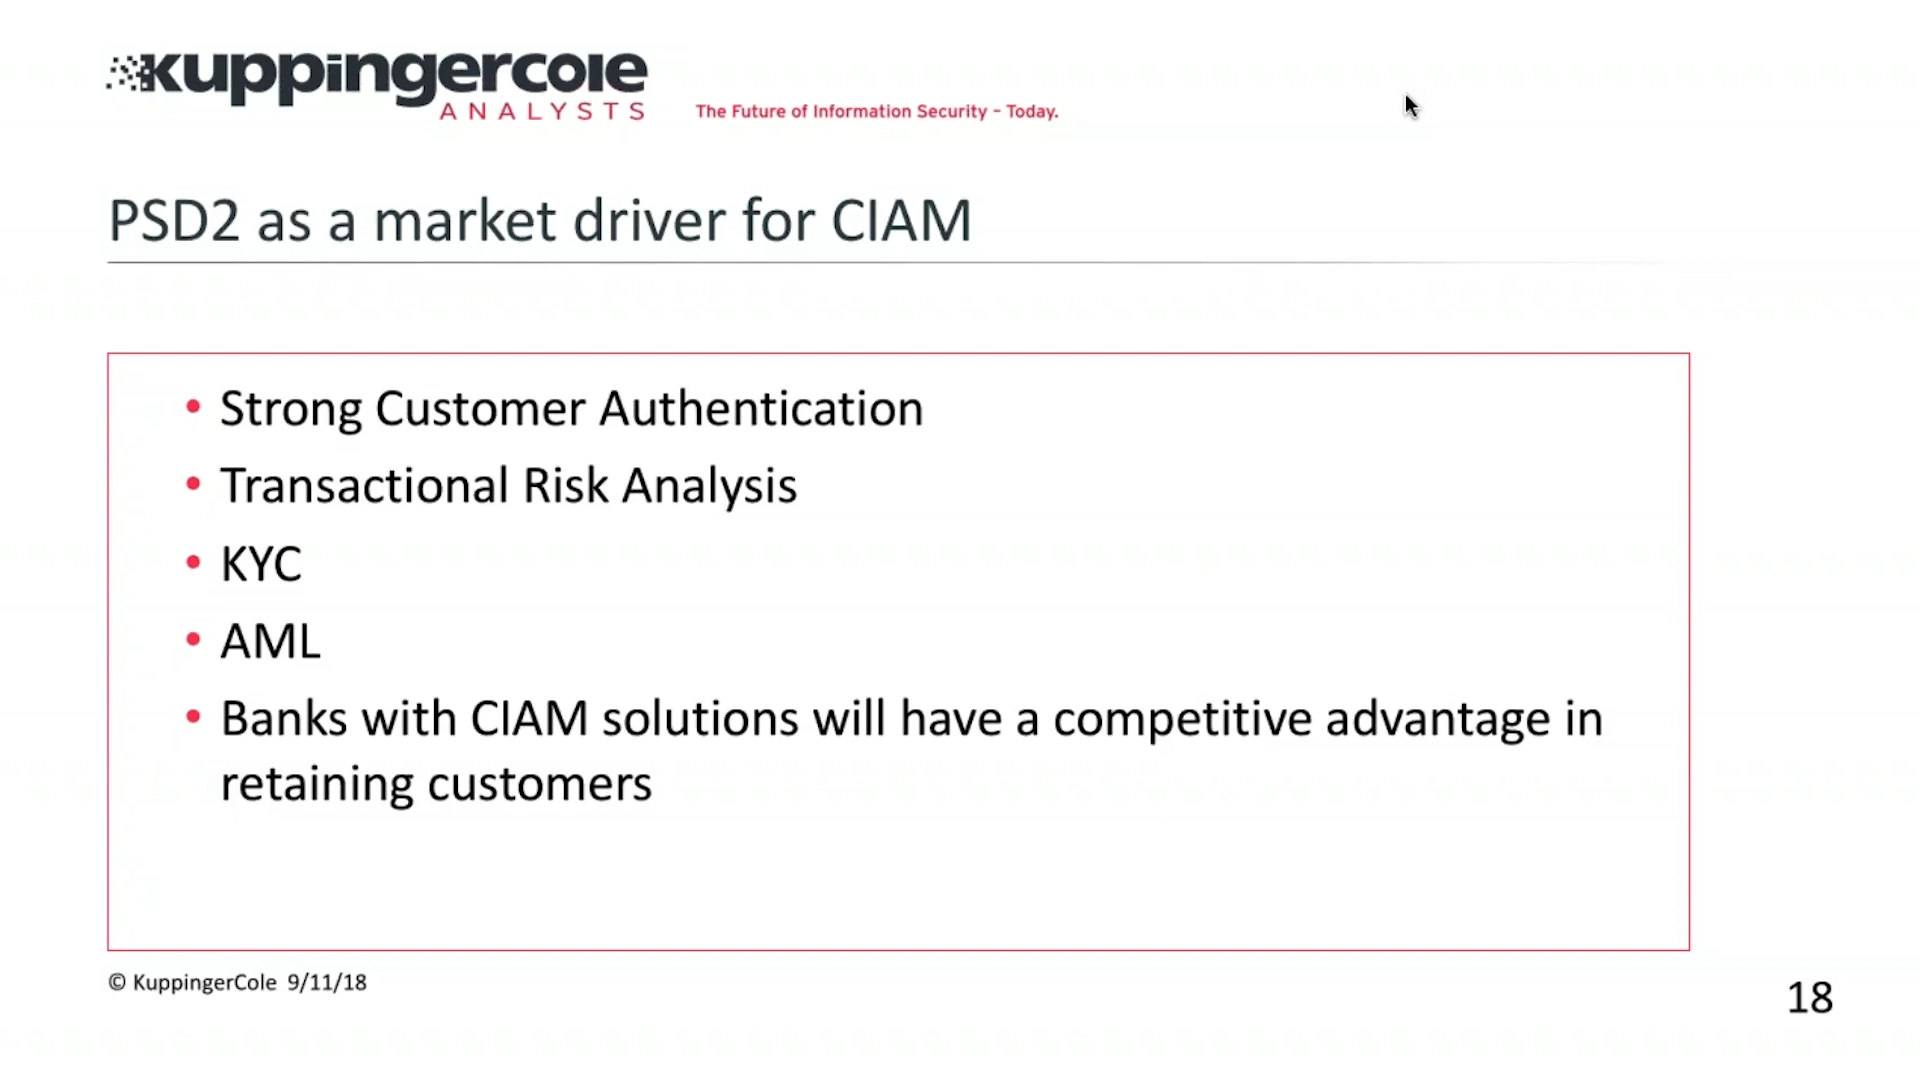 kuppingercole
ANALYSTS
The Future of Information Security - Today.
PSD2 as a market driver for CIAM
• Strong Customer Authentication
• Transactional Risk Analysis
• KYC
• AML
• Banks with CIAM solutions will have a competitive advantage in
retaining customers
© KuppingerCole 9/11/18
18